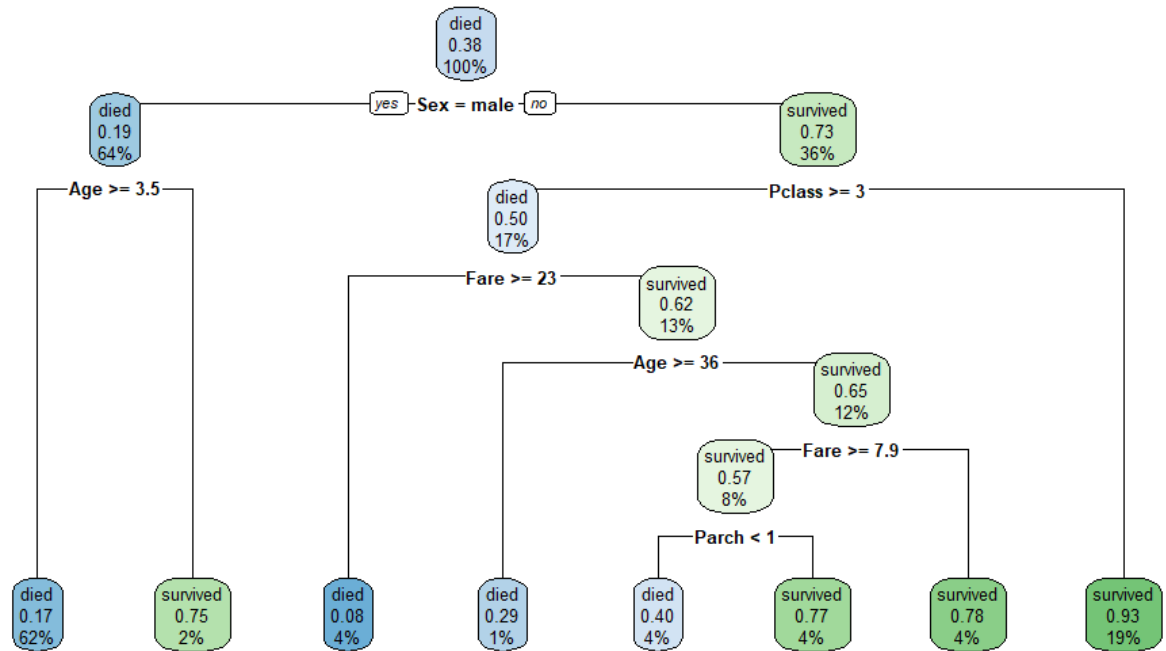 died
0.38
100%
yes Sex = male no
died
0.19
64%
survived
0.73
36%
Age >= 3.5
Pclass >= 3
died
0.50
17%
Fare >= 23
survived
0.62
13%
Age >= 36
survived
0.65
12%
Fare >= 7.9
survived
0.57
8%
Parch < 1
died
0.17
62%
survived
0.75
2%
died
0.08
4%
died
0.29
1%
died
0.40
4%
survived
0.77
4%
survived
0.78
4%
survived
0.93
19%